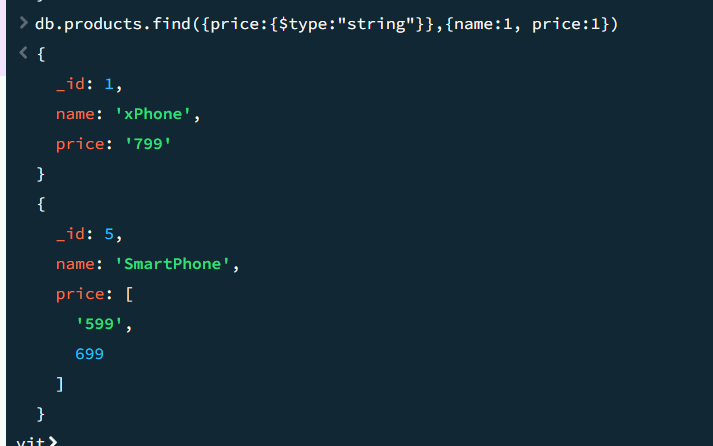 > db.products.find({price:{$type:"string"}},{name:1, price:1})
< {
_id: 1,
name: 'xPhone',
price: '799'
}
{
_id: 5,
name: 'SmartPhone',
price: [
'599',
699
]
}
vit>